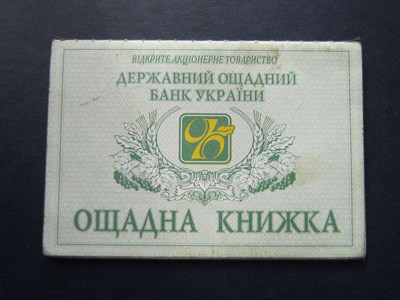 ВІДКРИТЕ АКЦІОНЕРНЕ ТОВАРИСТВО
ДЕРЖАВНИЙ ОЩАДНИЙ
БАНК УКРАЇНИ
ОЩАДНА КНИЖКА